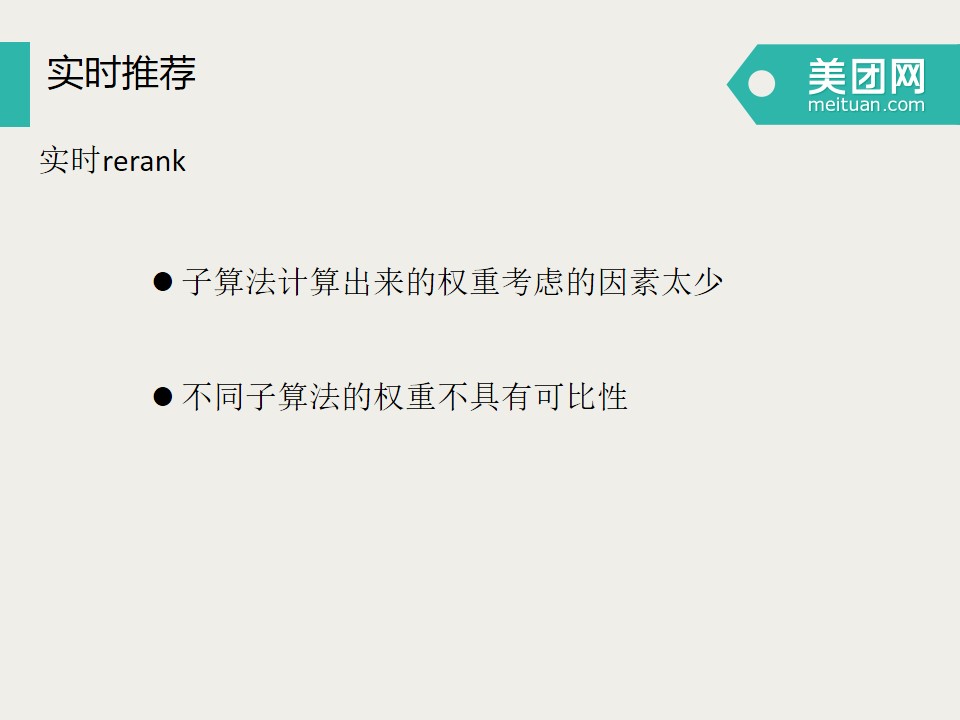 实时推荐
美团网
meituan.com
实时rerank
● 子算法计算出来的权重考虑的因素太少
● 不同子算法的权重不具有可比性